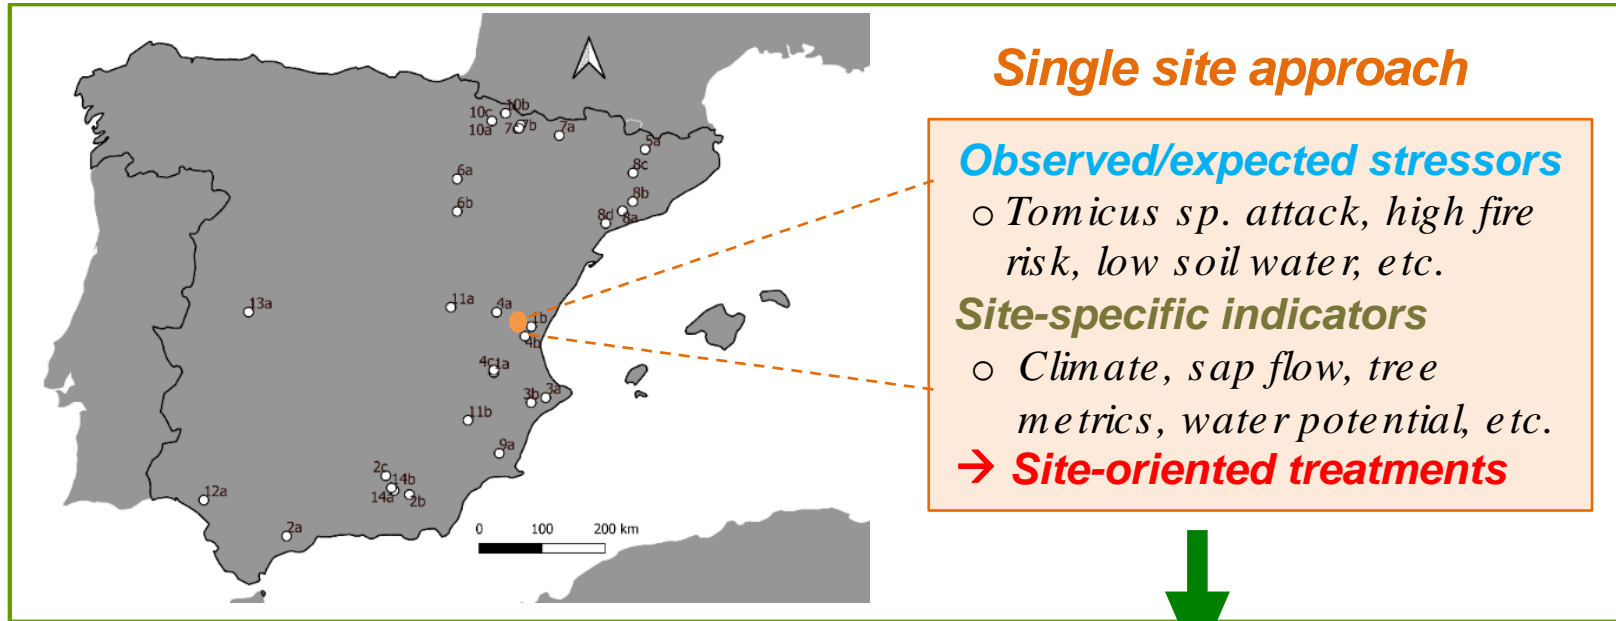 Single site approach
Observed/expected stressors
o Tomicus sp. attack, high fire
risk, low soil water, etc.
Site-specific indicators
o Climate, sap flow, tree
metrics, water potential, etc.
→ Site-oriented treatments
10b
10c
10a
7b
7a
5a
8c
6a
8b
6b
8d
8a
13a
11a
4a
1b
4b
4c
1a
3b
3a
11b
9a
2c
14b
14a
2b
12a
2a
0 100 200 km